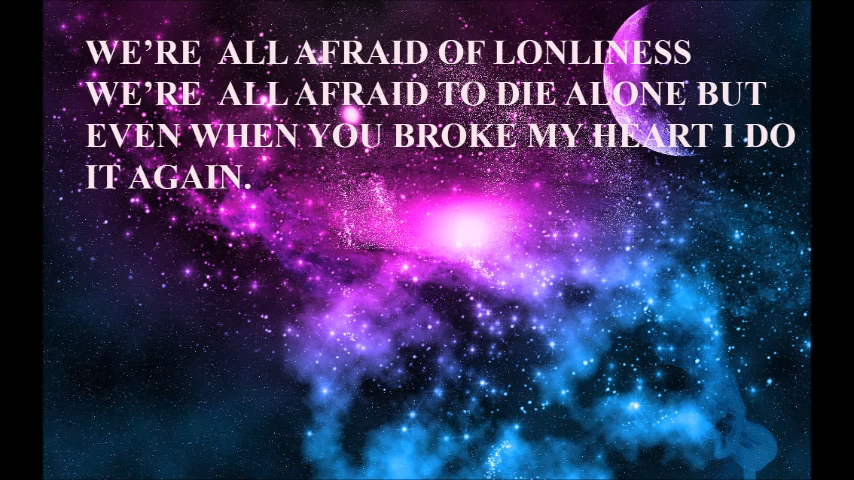 WE’RE  ALL AFRAID OF LONLINESS
WE’RE  ALL AFRAID TO DIE ALONE BUT
EVEN WHEN YOU BROKE MY HEART I DO
IT AGAIN.